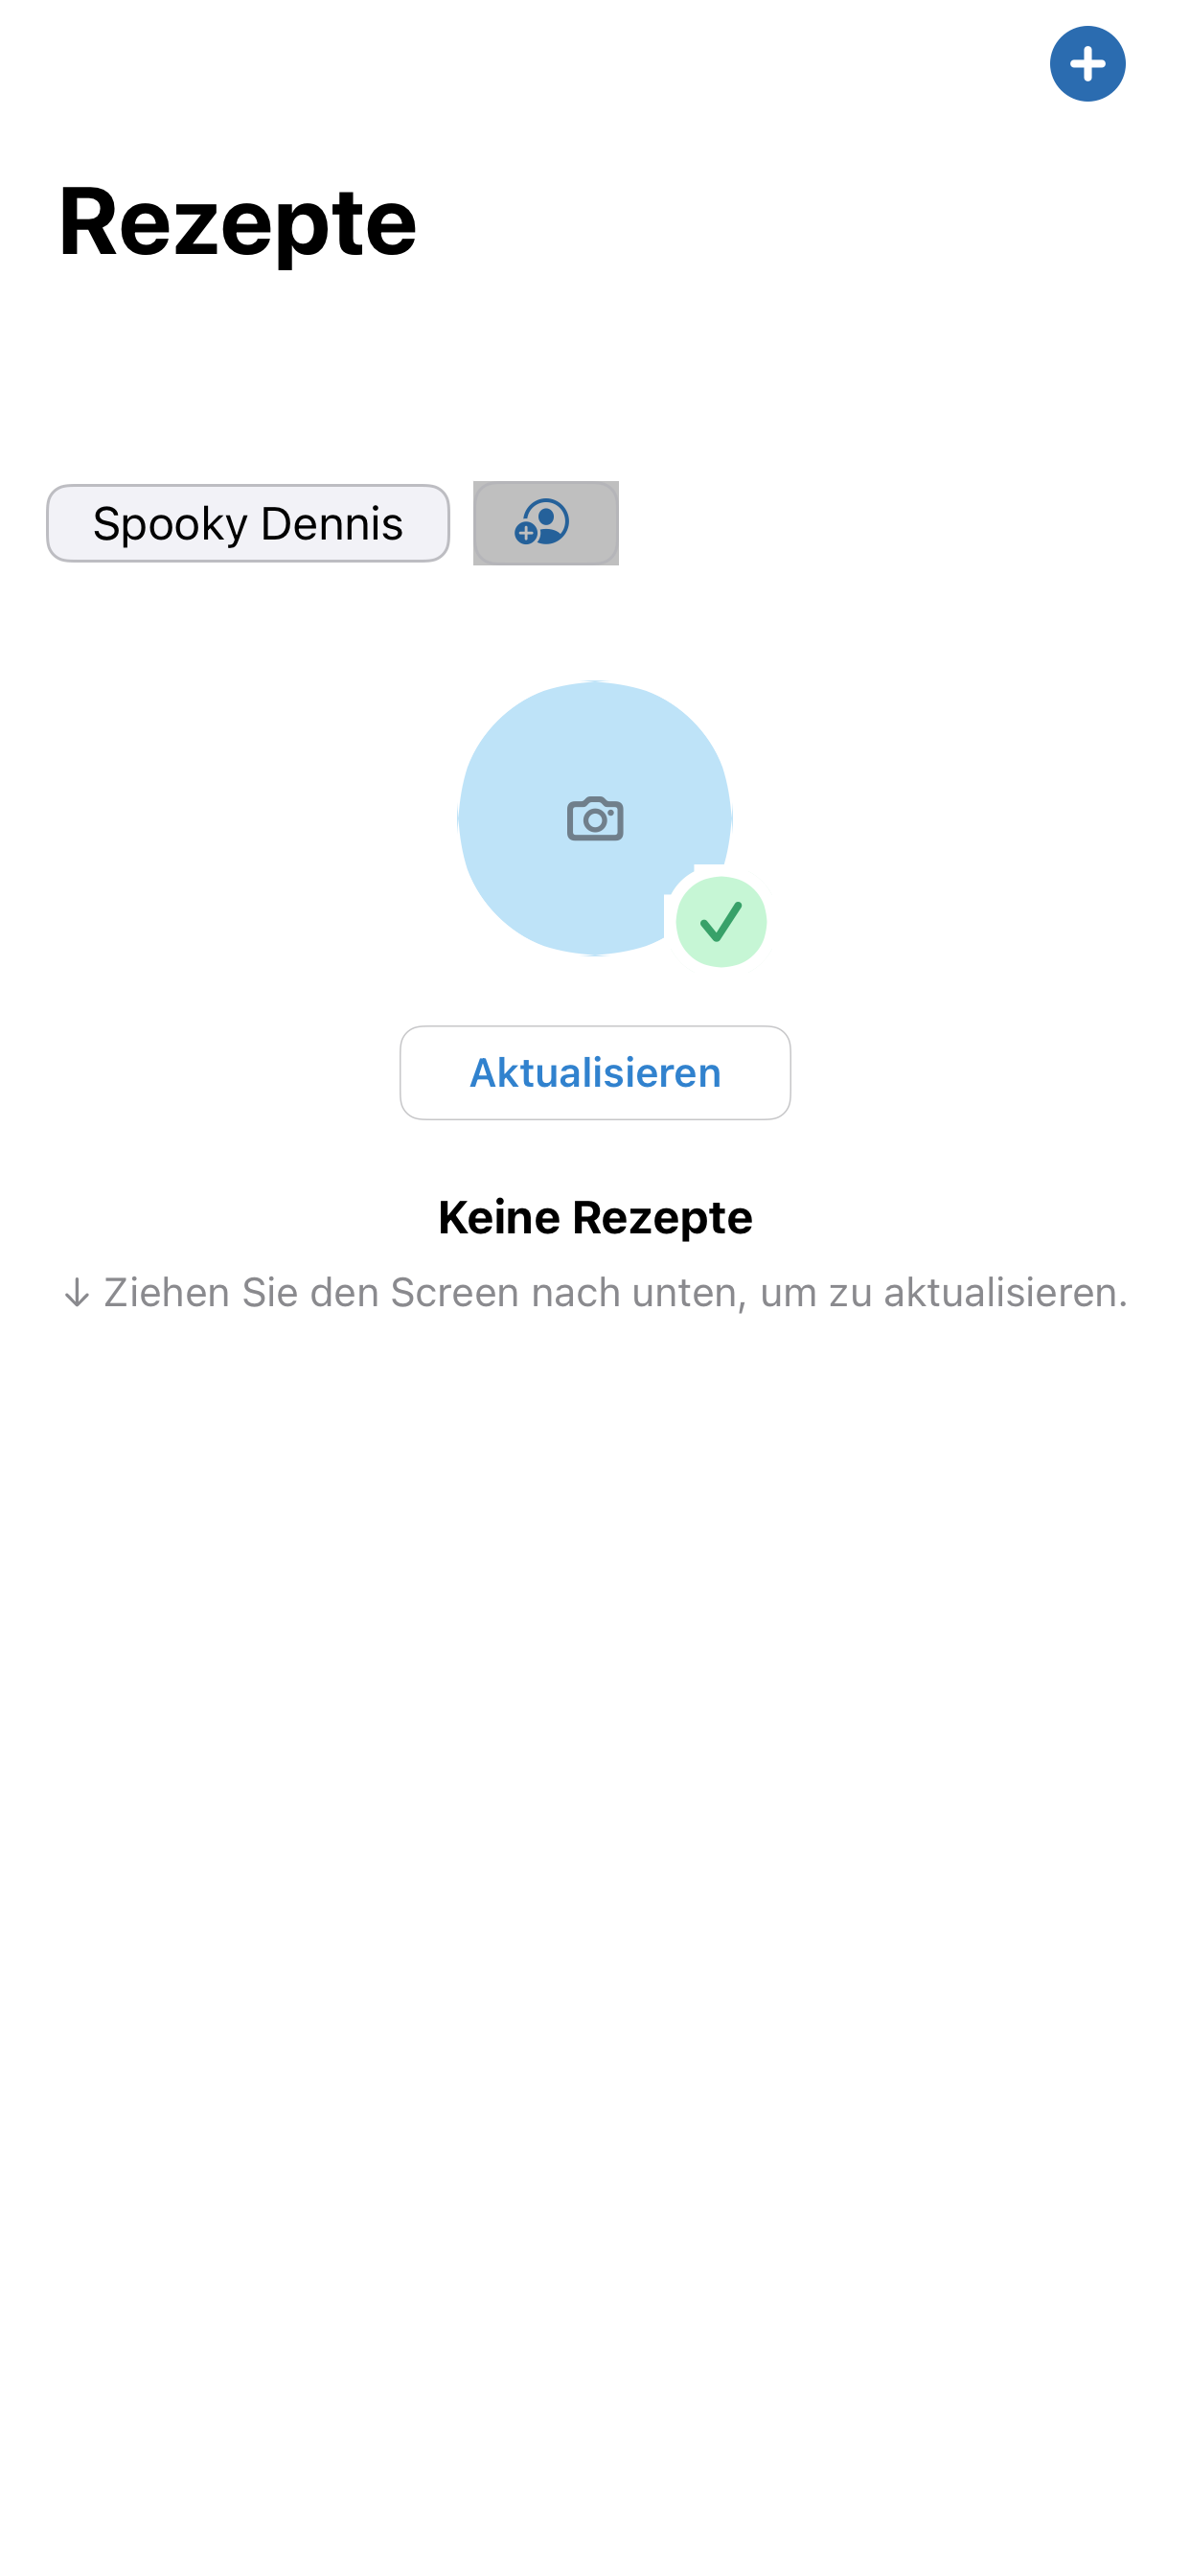 Rezepte
Spooky Dennis
Aktualisieren
Keine Rezepte
↓ Ziehen Sie den Screen nach unten, um zu aktualisieren.